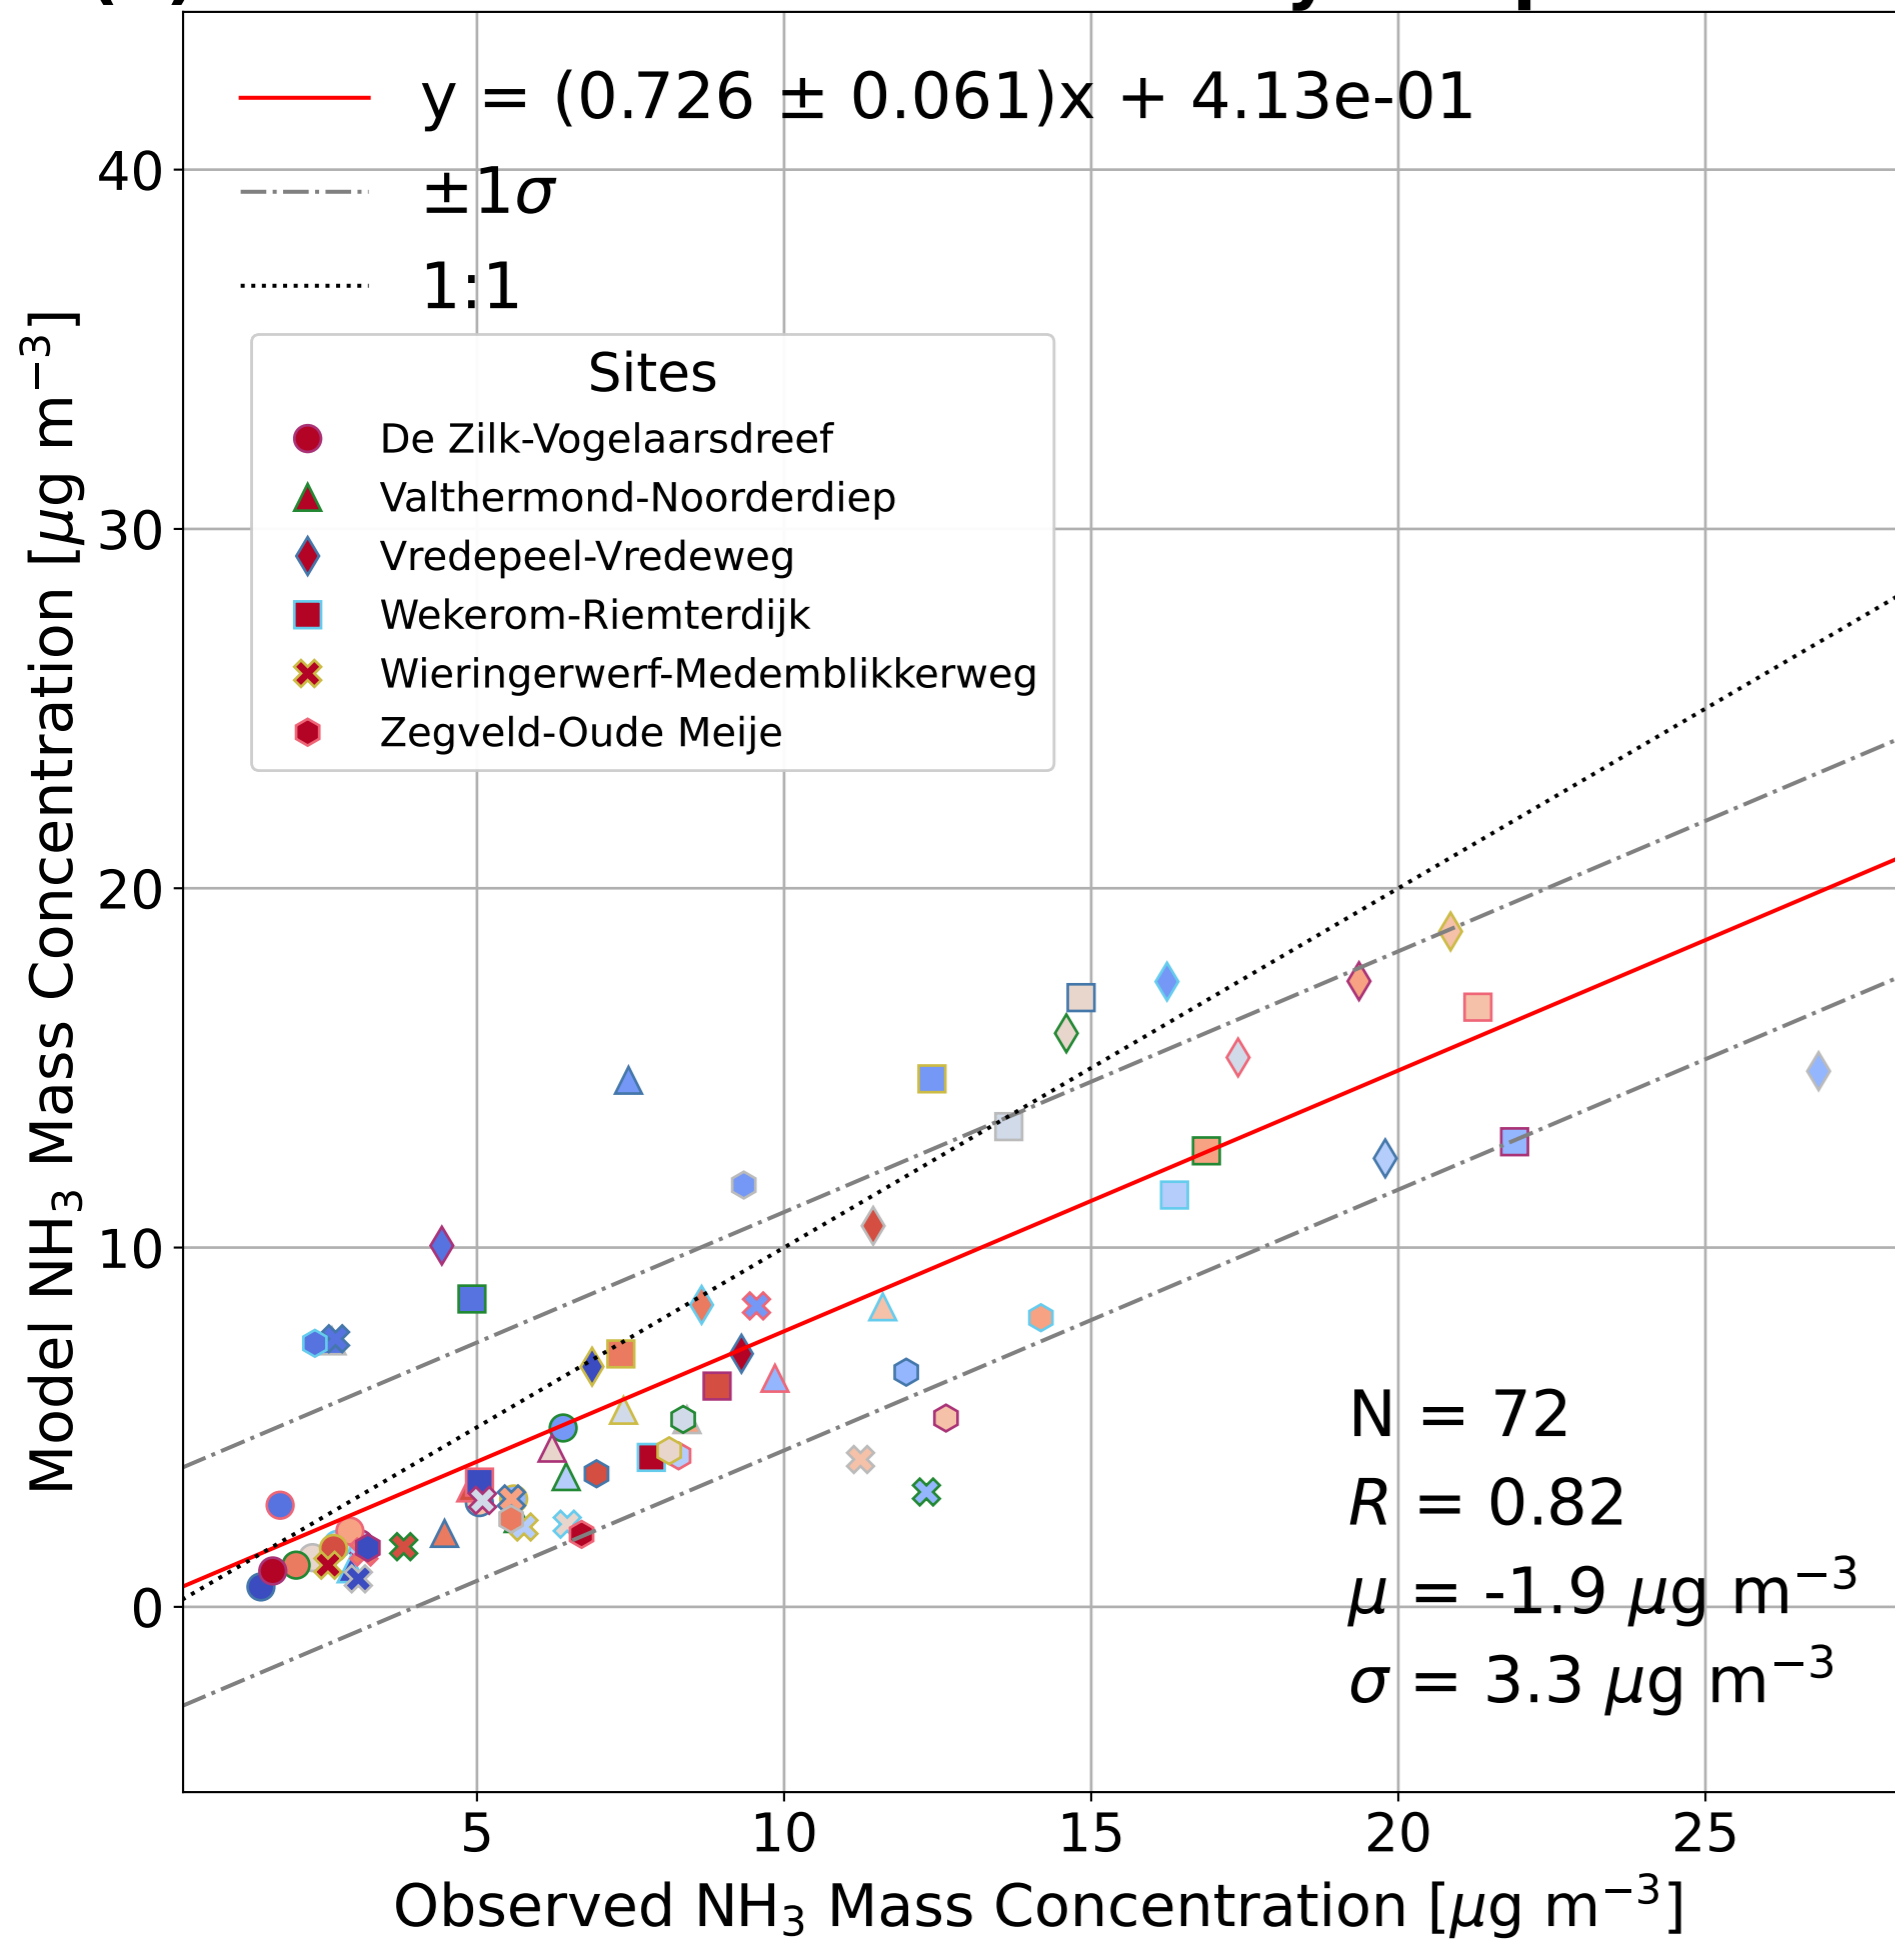 y = (0.726 ± 0.061)x + 4.13e-01
±1σ
1:1
Sites
De Zilk-Vogelaarsdreef
Valthermond-Noorderdiep
Vredepeel-Vredeweg
Wekerom-Riemterdijk
Wieringerwerf-Medemblikkerweg
Zegveld-Oude Meije
Model NH₃ Mass Concentration [μg m⁻³]
40
30
20
10
0
N = 72
R = 0.82
μ = -1.9 μg m⁻³
σ = 3.3 μg m⁻³
5 10 15 20 25
Observed NH₃ Mass Concentration [μg m⁻³]